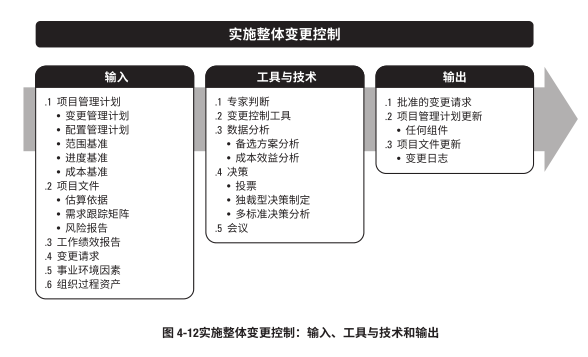 实施整体变更控制
输入
.1 项目管理计划
• 变更管理计划
• 配置管理计划
• 范围基准
• 进度基准
• 成本基准
.2 项目文件
• 估算依据
• 需求跟踪矩阵
• 风险报告
.3 工作绩效报告
.4 变更请求
.5 事业环境因素
.6 组织过程资产
工具与技术
.1 专家判断
.2 变更控制工具
.3 数据分析
• 备选方案分析
• 成本效益分析
.4 决策
• 投票
• 独裁型决策制定
• 多标准决策分析
.5 会议
输出
.1 批准的变更请求
.2 项目管理计划更新
• 任何组件
.3 项目文件更新
• 变更日志
图 4-12实施整体变更控制：输入、工具与技术和输出